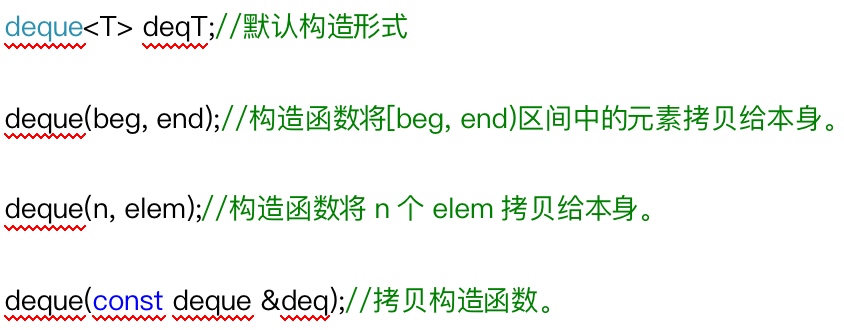 deque<T> deqT;//默认构造形式
deque(beg, end);//构造函数将[beg, end)区间中的元素拷贝给本身。
deque(n, elem);//构造函数将 n 个 elem 拷贝给本身。
deque(const deque &deq);//拷贝构造函数。